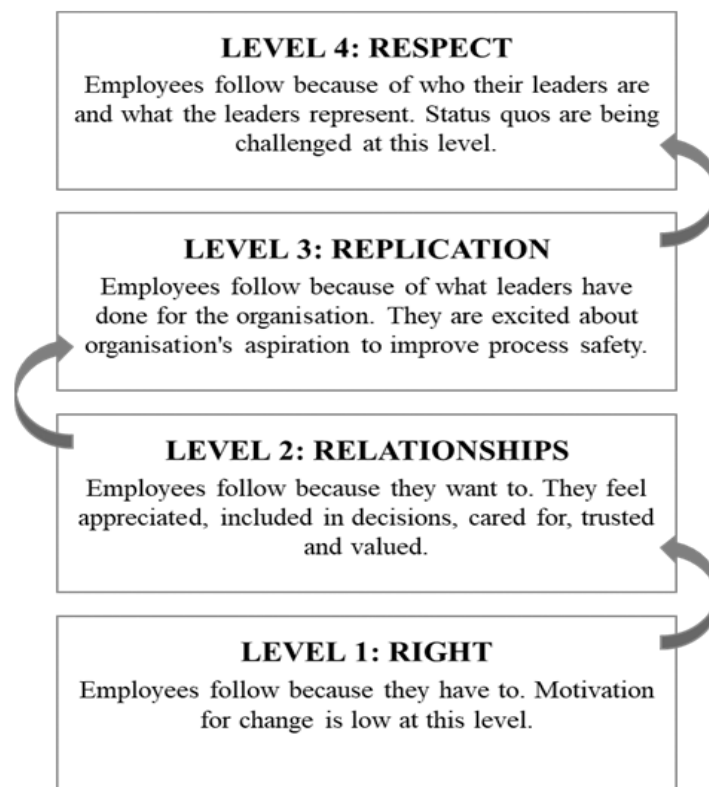 LEVEL 4: RESPECT
Employees follow because of who their leaders are
and what the leaders represent. Status quos are being
challenged at this level.
LEVEL 3: REPLICATION
Employees follow because of what leaders have
done for the organisation. They are excited about
organisation's aspiration to improve process safety.
LEVEL 2: RELATIONSHIPS
Employees follow because they want to. They feel
appreciated, included in decisions, cared for, trusted
and valued.
LEVEL 1: RIGHT
Employees follow because they have to. Motivation
for change is low at this level.